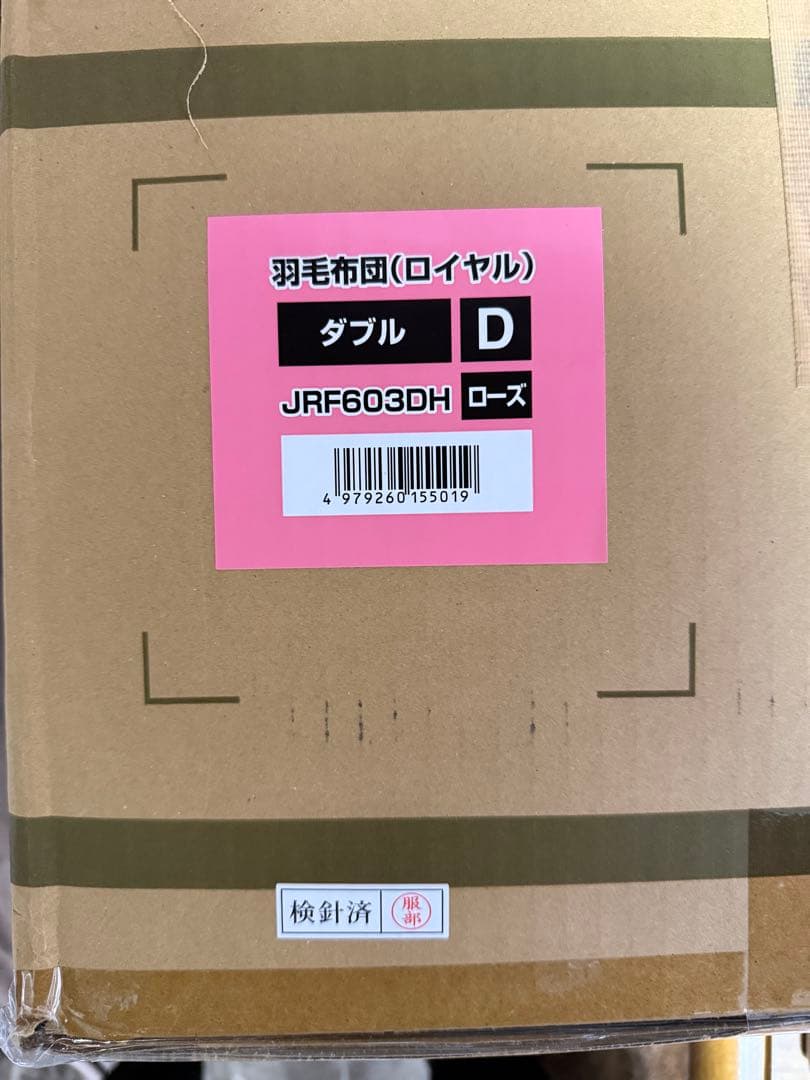 羽毛布団(ロイヤル)
ダブル D
JRF603DH ローズ
4 979260 155019
検針済 服部